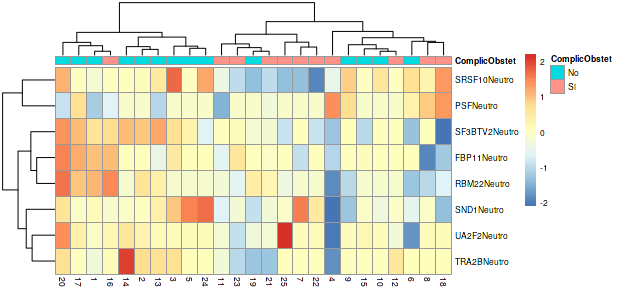 ComplicObstet
SRSF10Neutro
PSFNeutro
SF3BTV2Neutro
FBP11Neutro
RBM22Neutro
SND1Neutro
UA2F2Neutro
TRA2BNeutro
20 17 1 16 14 2 13 3 5 24 11 23 19 21 25 7 22 4 9 15 10 12 6 8 18
2
1
0
-1
-2
ComplicObstet
No
SI